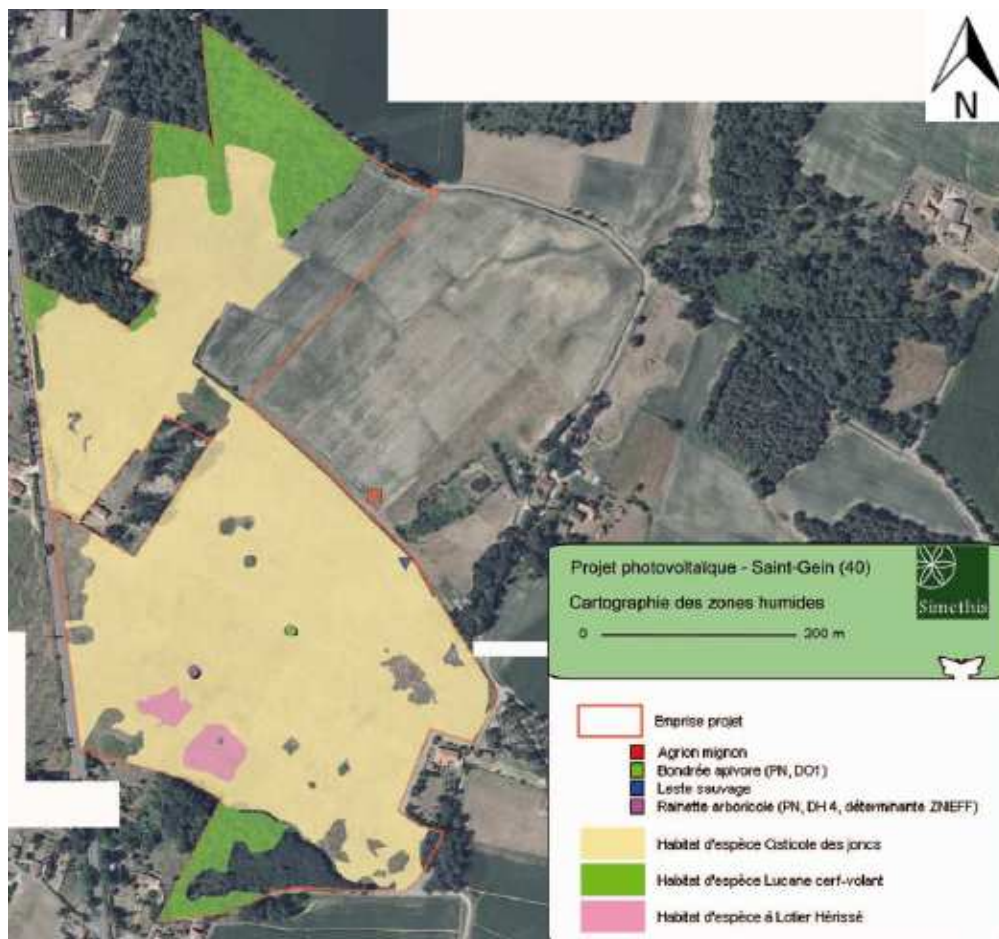 N
Projet photovoltaïque - Saint-Gein (40)
Cartographie des zones humides
0 200 m
Simethis
Emprise projet
Agrion mignon
Bondrée apivore (PN, DO1)
Leste sauvage
Rainette arboricole (PN, DH 4, déterminante ZNIEFF)
Habitat d'espèce Cisticole des joncs
Habitat d'espèce Lucane cerf-volant
Habitat d'espèce à Lotier Hérissé